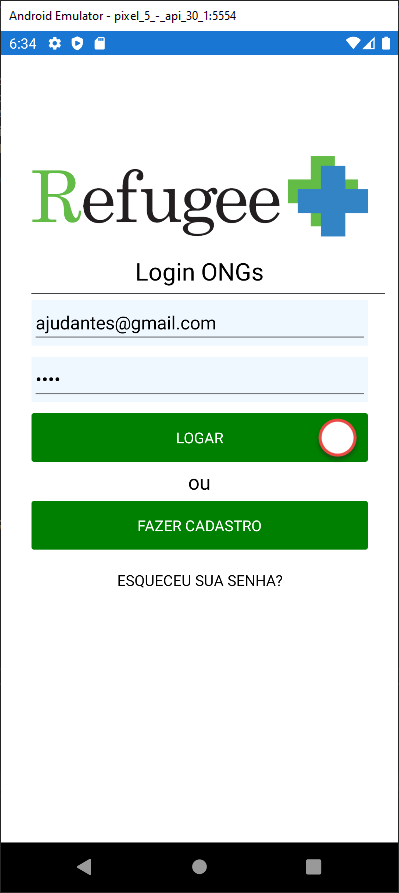 Android Emulator - pixel_5_-_api_30_1:5554
6:34
Refugee
Login ONGs
ajudantes@gmail.com
••••
LOGAR
ou
FAZER CADASTRO
ESQUECEU SUA SENHA?